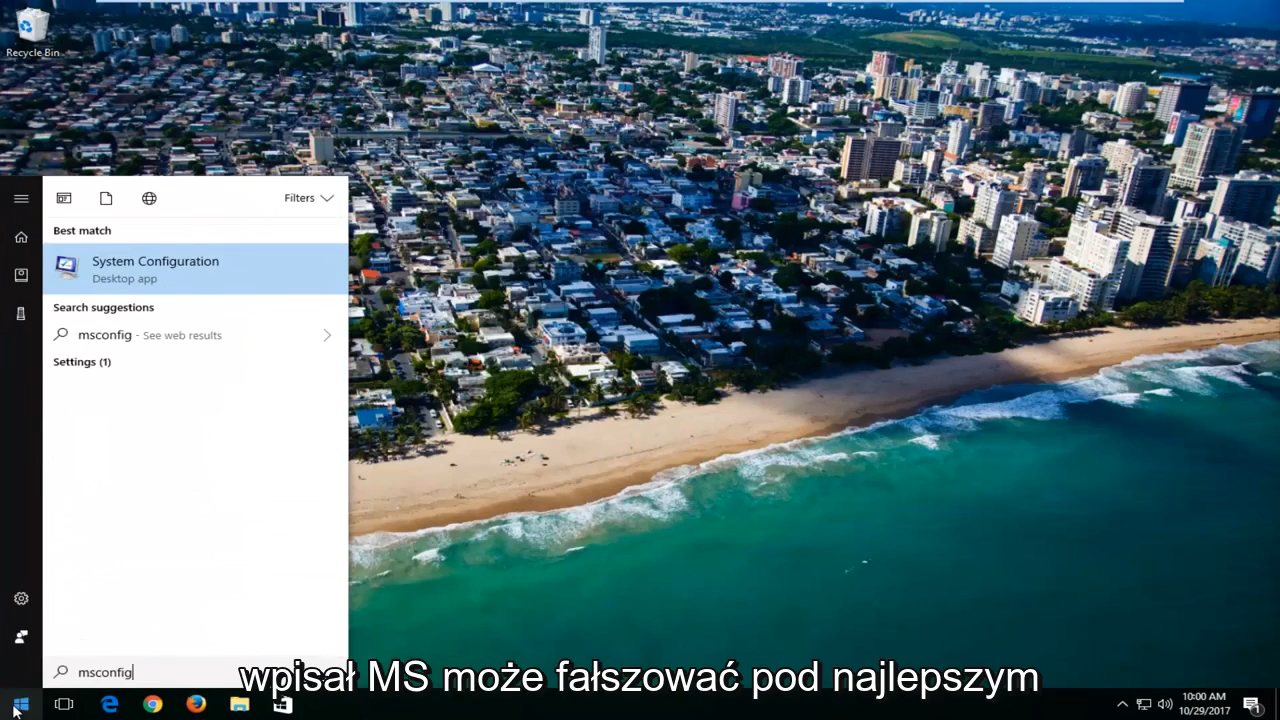 Recycle Bin
Filters
Best match
System Configuration
Desktop app
Search suggestions
msconfig - See web results
Settings (1)
msconfig
wpisał MS może fałszować pod najlepszym
10:00 AM
10/29/2017
1